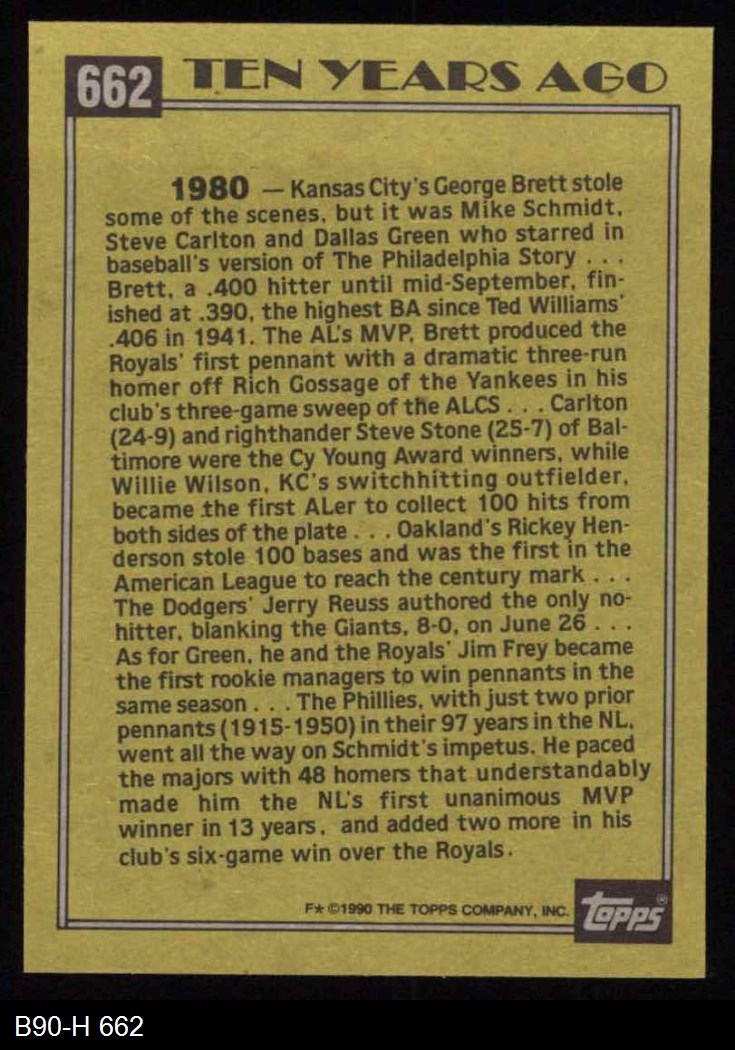 662 TEN YEARS AGO
1980 — Kansas City's George Brett stole
some of the scenes, but it was Mike Schmidt,
Steve Carlton and Dallas Green who starred in
baseball's version of The Philadelphia Story . . .
Brett, a .400 hitter until mid-September, fin-
ished at .390, the highest BA since Ted Williams'
.406 in 1941. The AL's MVP, Brett produced the
Royals' first pennant with a dramatic three-run
homer off Rich Gossage of the Yankees in his
club's three-game sweep of the ALCS . . . Carlton
(24-9) and righthander Steve Stone (25-7) of Bal-
timore were the Cy Young Award winners, while
Willie Wilson, KC's switchhitting outfielder,
became the first ALer to collect 100 hits from
both sides of the plate . . . Oakland's Rickey Hen-
derson stole 100 bases and was the first in the
American League to reach the century mark . . .
The Dodgers' Jerry Reuss authored the only no-
hitter, blanking the Giants, 8-0, on June 26 . . .
As for Green, he and the Royals' Jim Frey became
the first rookie managers to win pennants in the
same season . . . The Phillies, with just two prior
pennants (1915-1950) in their 97 years in the NL,
went all the way on Schmidt's impetus. He paced
the majors with 48 homers that understandably
made him the NL's first unanimous MVP
winner in 13 years, and added two more in his
club's six-game win over the Royals.
F* ©1990 THE TOPPS COMPANY, INC. topps®
B90-H 662